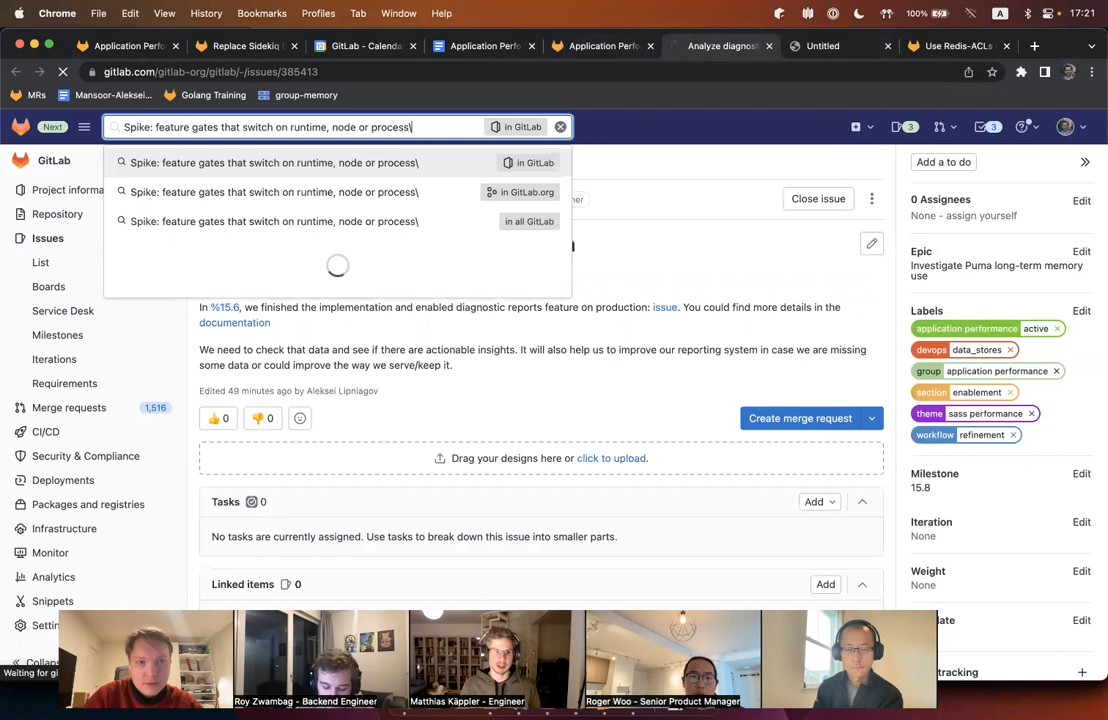 Chrome File Edit View History Bookmarks Profiles Tab Window Help 100% A 17:21
Application Perfo Replace Sidekiq GitLab - Calenda Application Perfo Application Perfo Analyze diagnost Untitled Use Redis-ACLs
gitlab.com/gitlab-org/gitlab/-/issues/385413
MRs Mansoor-Aleksei... Golang Training group-memory
Next Spike: feature gates that switch on runtime, node or process\ in GitLab 3 3
GitLab
Spike: feature gates that switch on runtime, node or process\ in GitLab
Spike: feature gates that switch on runtime, node or process\ in GitLab.org
Spike: feature gates that switch on runtime, node or process\ in all GitLab
Project informa
Repository
Issues
List
Boards
Service Desk
Milestones
Iterations
Requirements
Merge requests 1,516
CI/CD
Security & Compliance
Deployments
Packages and registries
Infrastructure
Monitor
Analytics
Snippets
Close issue
In %15.6, we finished the implementation and enabled diagnostic reports feature on production: issue. You could find more details in the
documentation
We need to check that data and see if there are actionable insights. It will also help us to improve our reporting system in case we are missing
some data or could improve the way we serve/keep it.
Edited 49 minutes ago by Aleksei Lipniagov
0 0 Create merge request
Drag your designs here or click to upload.
Tasks 0 Add
No tasks are currently assigned. Use tasks to break down this issue into smaller parts.
Linked items 0 Add
Add a to do
0 Assignees Edit
None - assign yourself
Epic Edit
Investigate Puma long-term memory
use
Labels Edit
application performance active
devops data_stores
group application performance
section enablement
theme sass performance
workflow refinement
Milestone Edit
15.8
Iteration Edit
None
Weight Edit
None
Edit
Roy Zwambag - Backend Engineer
Matthias Käppler - Engineer
Roger Woo - Senior Product Manager